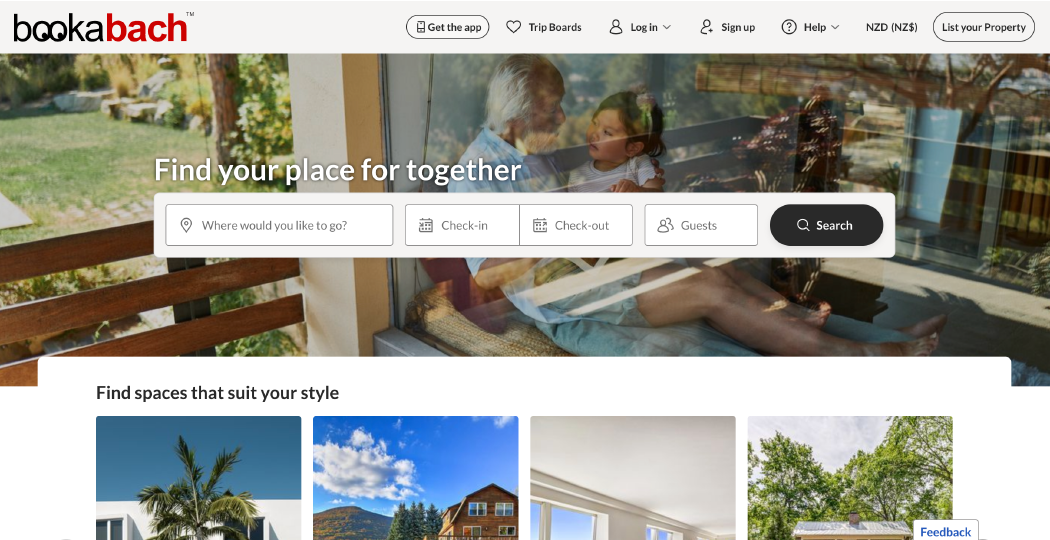 bookabach™
Get the app
Trip Boards
Log in
Sign up
Help
NZD (NZ$)
List your Property
Find your place for together
Where would you like to go?
Check-in
Check-out
Guests
Search
Find spaces that suit your style
Feedback